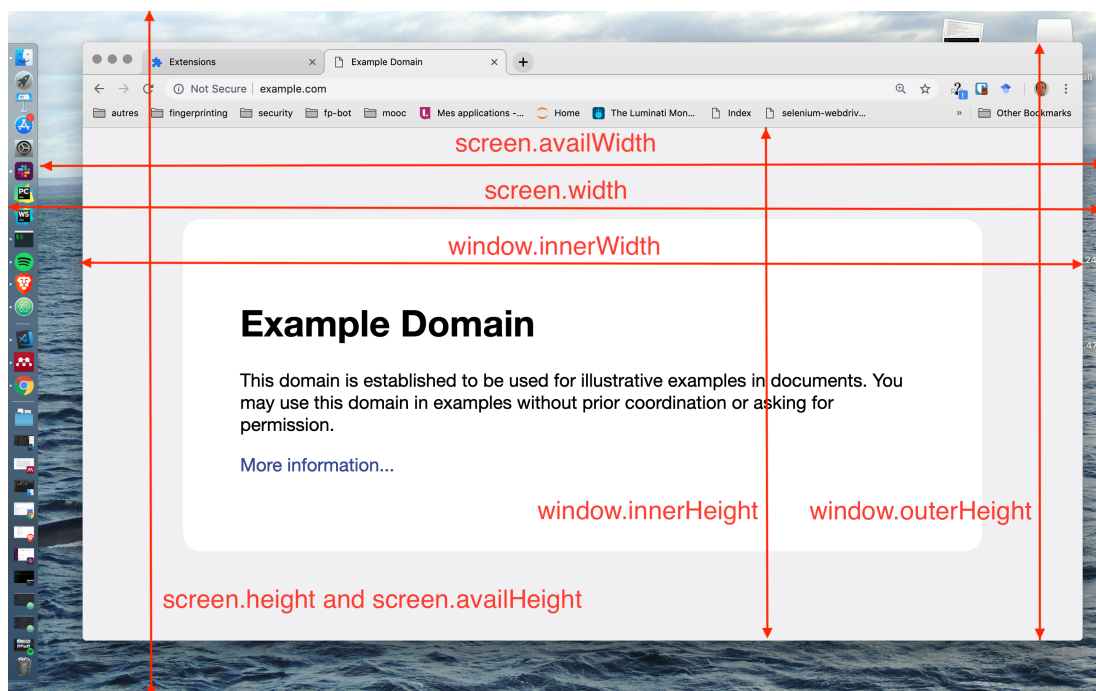 Extensions
Example Domain
Not Secure
example.com
autres
fingerprinting
security
fp-bot
mooc
Mes applications -...
Home
The Luminati Mon...
Index
selenium-webdriv...
»
Other Bookmarks
screen.availWidth
screen.width
window.innerWidth
Example Domain
This domain is established to be used for illustrative examples in documents. You
may use this domain in examples without prior coordination or asking for
permission.
More information...
window.innerHeight
window.outerHeight
screen.height and screen.availHeight
PC
WS